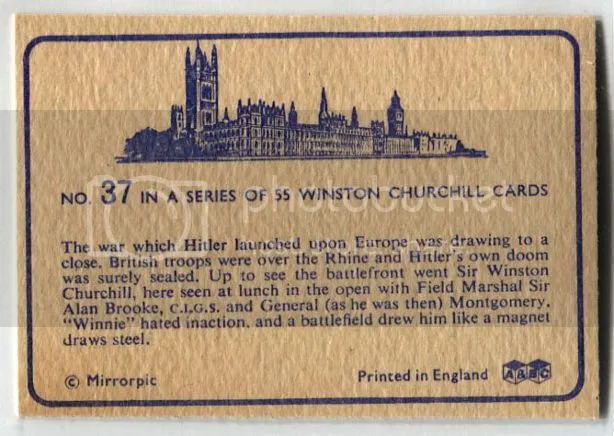 NO. 37 IN A SERIES OF 55 WINSTON CHURCHILL CARDS
photobucket
The war which Hitler launched upon Europe was drawing to a
close. British troops were over the Rhine and Hitler's own doom
was surely sealed. Up to see the battlefront went Sir Winston
Churchill, here seen at lunch in the open with Field Marshal Sir
Alan Brooke, C.I.G.S. and General (as he was then) Montgomery.
"Winnie" hated inaction, and a battlefield drew him like a magnet
draws steel.
© Mirrorpic
Printed in England
A&BC